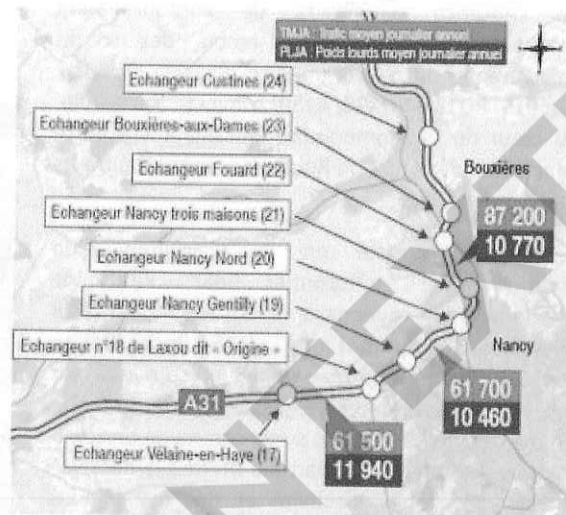 TMJA : Trafic moyen journalier annuel
PLJA : Poids lourds moyen journalier annuel
Echangeur Custines (24)
Echangeur Bouxières-aux-Dames (23)
Bouxières
Echangeur Fouard (22)
Echangeur Nancy trois maisons (21)
87 200
10 770
Echangeur Nancy Nord (20)
Echangeur Nancy Gentilly (19)
Nancy
Echangeur n°18 de Laxou dit « Origine »
61 700
10 460
A31
61 500
11 940
Echangeur Vélaine-en-Haye (17)